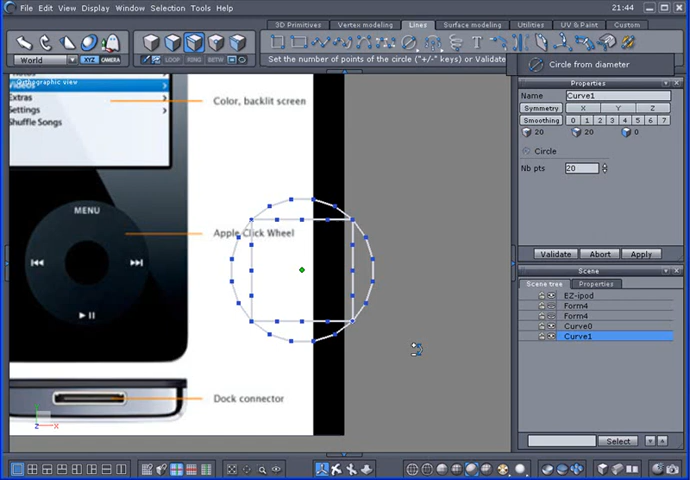 File Edit View Display Window Selection Tools Help
21:44
3D Primitives Vertex modeling Lines Surface modeling Utilities UV & Paint Custom
World
XYZ
CAMERA
LOOP RING BETW
Set the number of points of the circle ("+/-" keys) or Validate
Circle from diameter
Orthographic view
Videos
Extras
Settings
Shuffle Songs
Color, backlit screen
MENU
Apple Click Wheel
Dock connector
z x
Properties
Name Curve1
Symmetry X Y Z
Smoothing 0 1 2 3 4 5 6 7
20 20 0
Circle
Nb pts 20
Validate Abort Apply
Scene
Scene tree Properties
EZ-ipod
Form4
Form4
Curve0
Curve1
Select